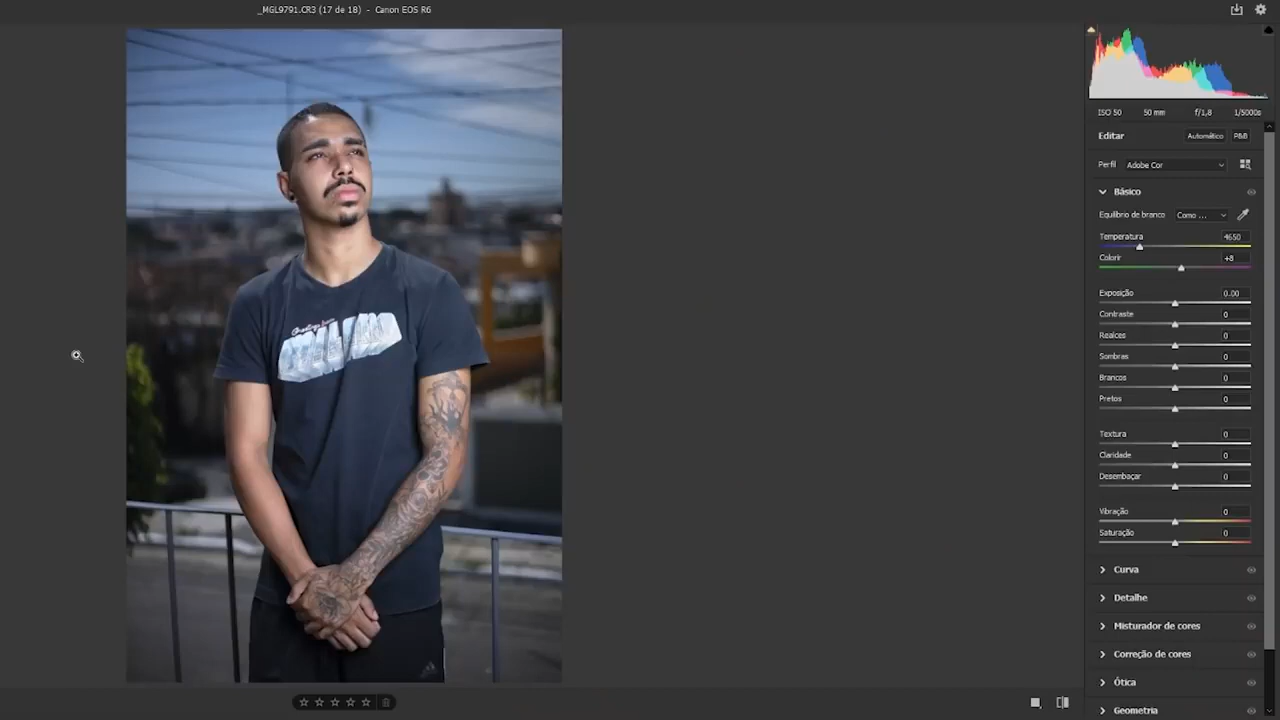 _MGL9791.CR3 (17 de 18) - Canon EOS R6
ISO 50 50 mm f/1,8 1/5000s
Editar Automático P&B
Perfil Adobe Cor
Básico
Equilíbrio de branco Como ...
Temperatura 4650
Colorir +8
Exposição 0.00
Contraste 0
Realces 0
Sombras 0
Brancos 0
Pretos 0
Textura 0
Claridade 0
Desembaçar 0
Vibração 0
Saturação 0
Curva
Detalhe
Misturador de cores
Correção de cores
Ótica
Geometria
Greetings from